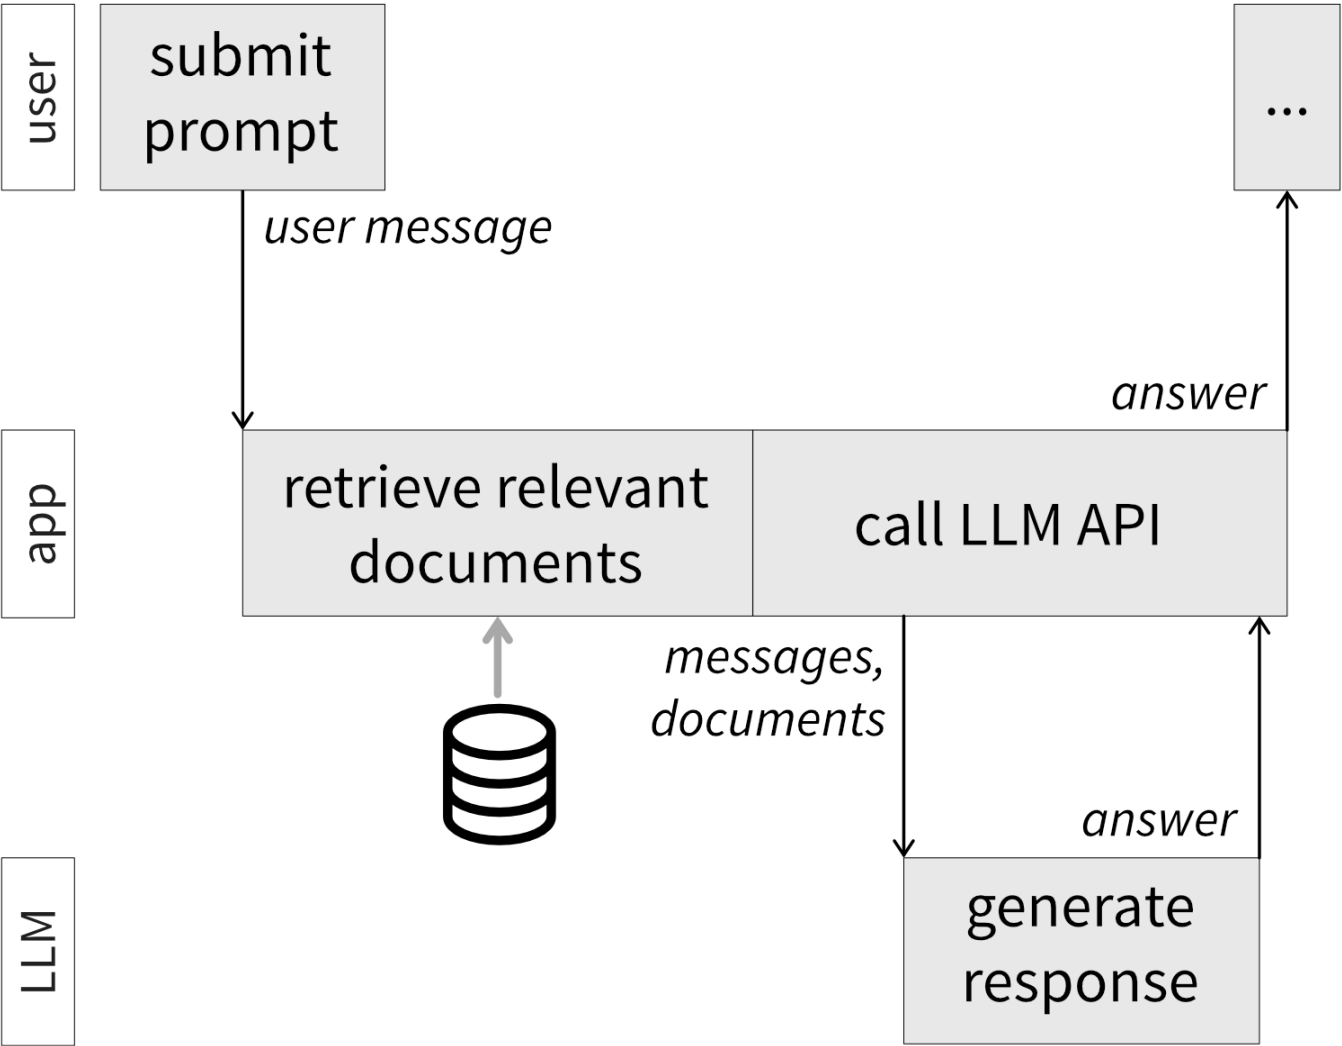 user
submit
prompt
...
user message
answer
app
retrieve relevant
documents
call LLM API
messages,
documents
answer
LLM
generate
response